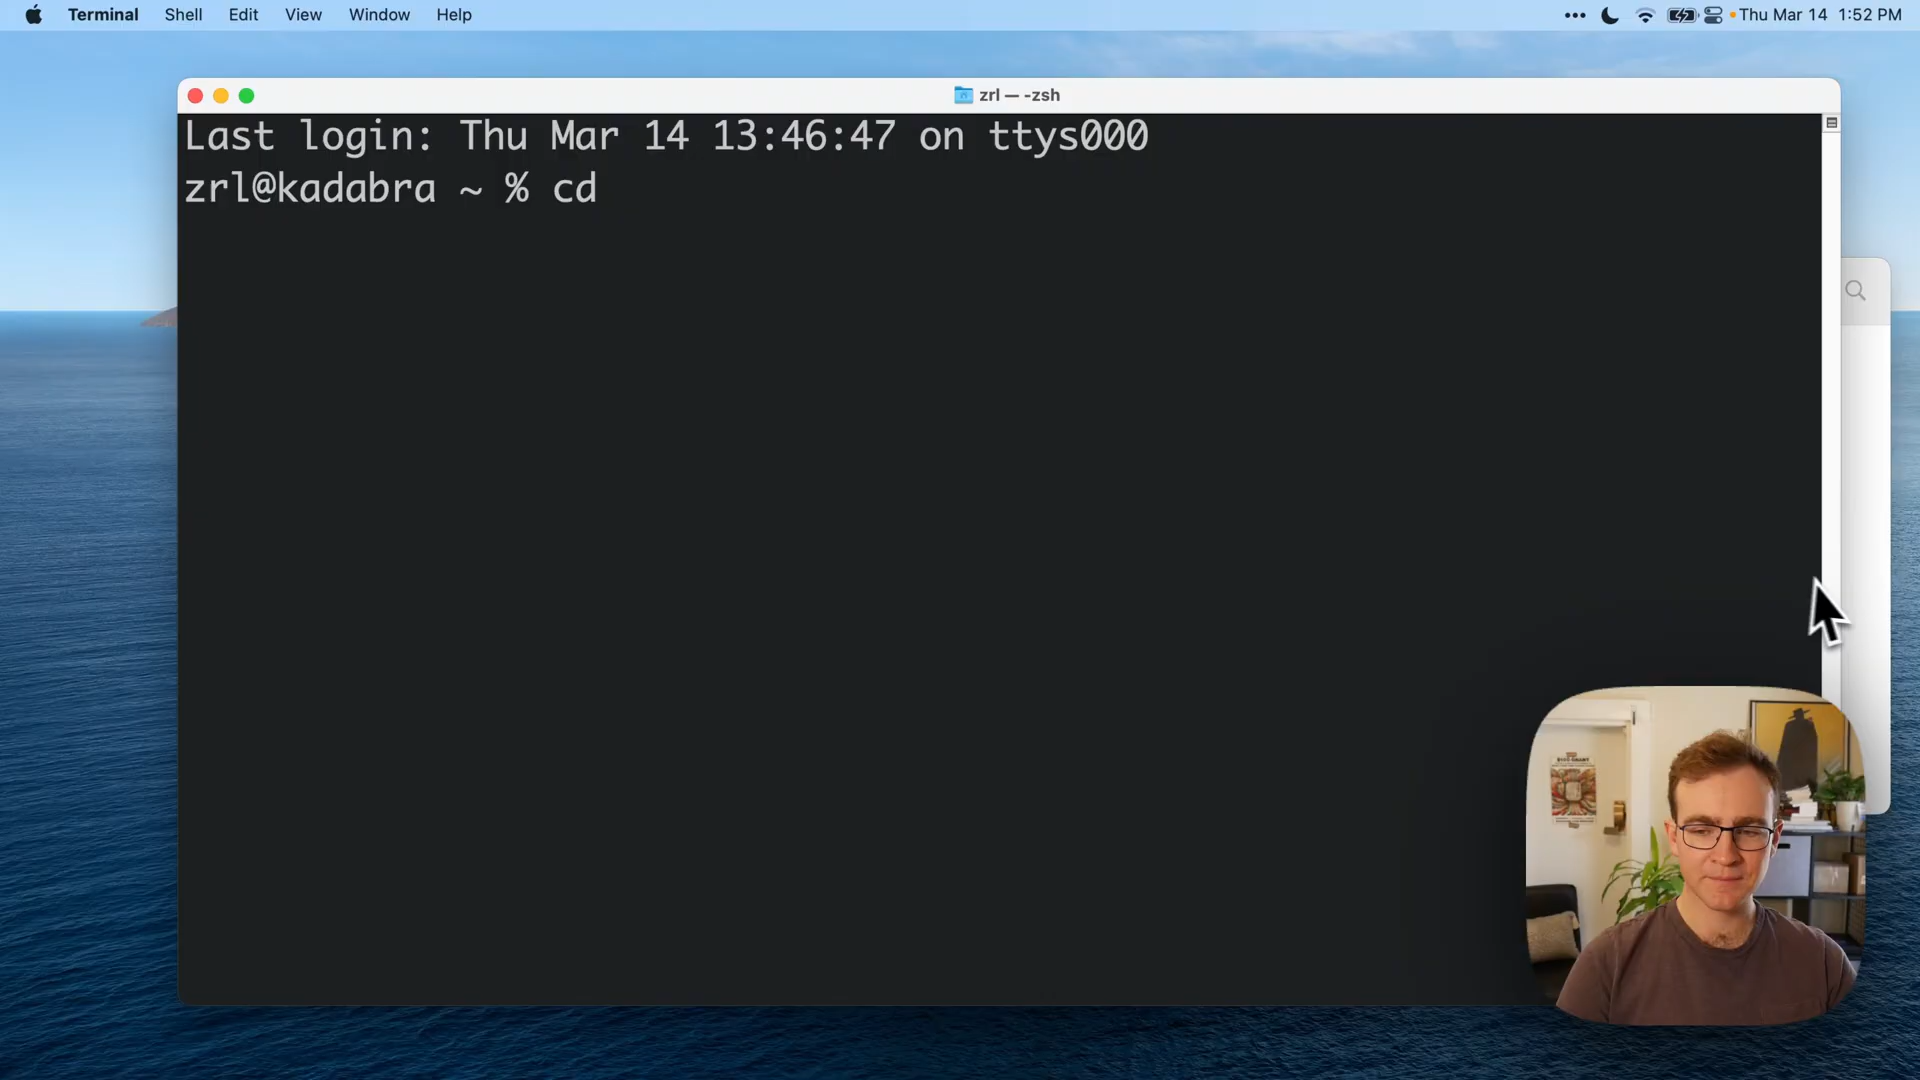 Terminal Shell Edit View Window Help
Thu Mar 14 1:52 PM
zrl — -zsh
Last login: Thu Mar 14 13:46:47 on ttys000
zrl@kadabra ~ % cd